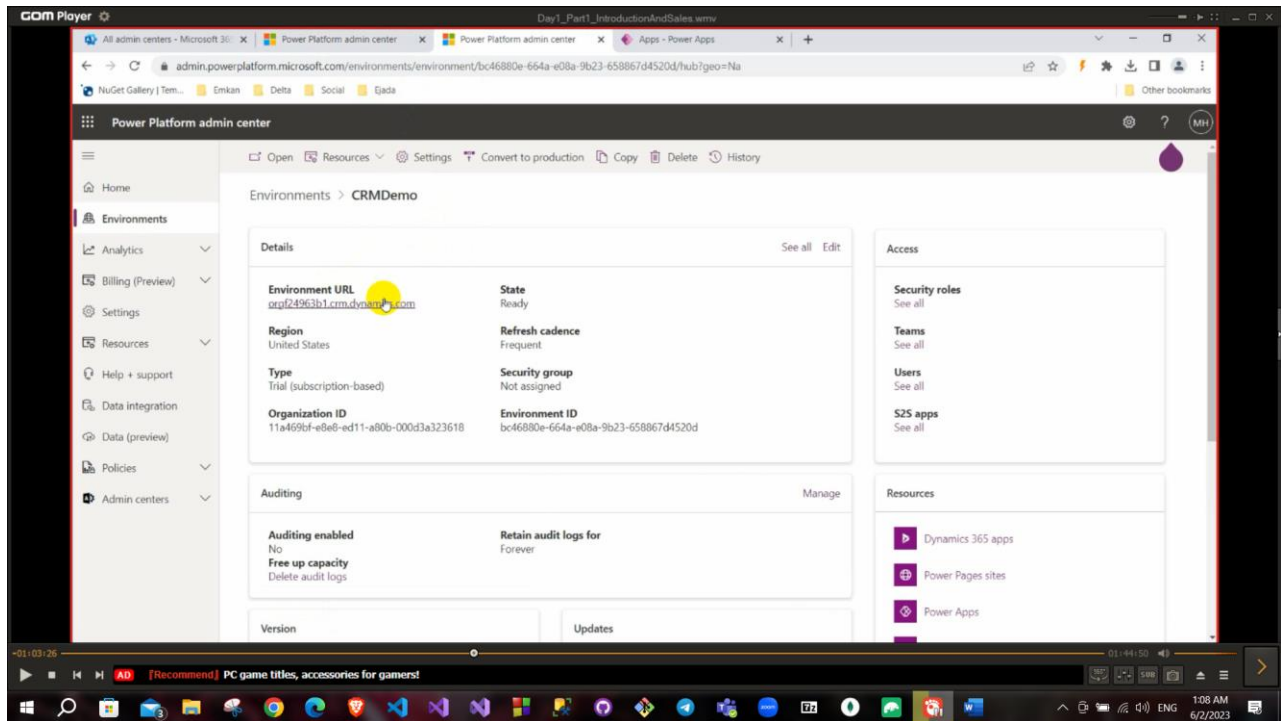 GOM Player
Day1_Part1_IntroductionAndSales.wmv
All admin centers - Microsoft 36
Power Platform admin center
Power Platform admin center
Apps - Power Apps
admin.powerplatform.microsoft.com/environments/environment/bc46880e-664a-e08a-9b23-658867d4520d/hub?geo=Na
NuGet Gallery | Tem...
Emkan
Delta
Social
Ejada
Other bookmarks
Power Platform admin center
?
MH
Open
Resources
Settings
Convert to production
Copy
Delete
History
Home
Environments
Analytics
Billing (Preview)
Settings
Resources
Help + support
Data integration
Data (preview)
Policies
Admin centers
Environments > CRMDemo
Details
See all Edit
Environment URL
orpf24963b1.crm.dynamics.com
State
Ready
Region
United States
Refresh cadence
Frequent
Type
Trial (subscription-based)
Security group
Not assigned
Organization ID
11a469bf-e8e8-ed11-a80b-000d3a323618
Environment ID
bc46880e-664a-e08a-9b23-658867d4520d
Access
Security roles
See all
Teams
See all
Users
See all
S2S apps
See all
Auditing
Manage
Auditing enabled
No
Free up capacity
Delete audit logs
Retain audit logs for
Forever
Resources
Dynamics 365 apps
Power Pages sites
Power Apps
Version
Updates
-01:03:26
01:44:50
AD
[Recommend] PC game titles, accessories for gamers!
SUB
3
zoom
ENG
1:08 AM
6/2/2023